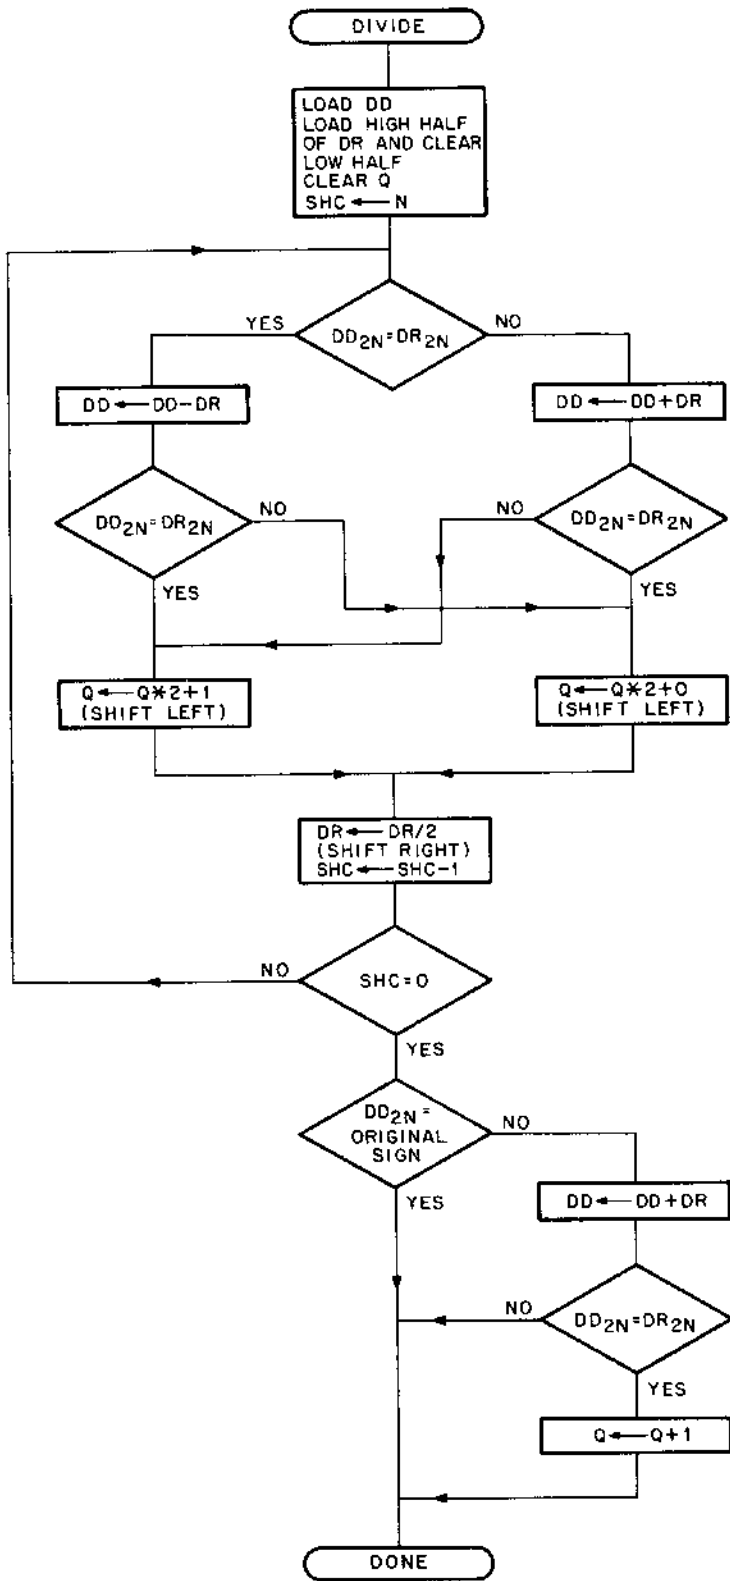 DIVIDE
LOAD DD
LOAD HIGH HALF
OF DR AND CLEAR
LOW HALF
CLEAR Q
SHC ← N
YES
DD2N=DR2N
NO
DD ← DD-DR
DD ← DD+DR
DD2N=DR2N
NO
NO
DD2N=DR2N
YES
YES
Q ← Q*2+1
(SHIFT LEFT)
Q ← Q*2+0
(SHIFT LEFT)
DR ← DR/2
(SHIFT RIGHT)
SHC ← SHC-1
NO
SHC=0
YES
DD2N=
ORIGINAL
SIGN
NO
YES
DD ← DD+DR
NO
DD2N=DR2N
YES
Q ← Q+1
DONE